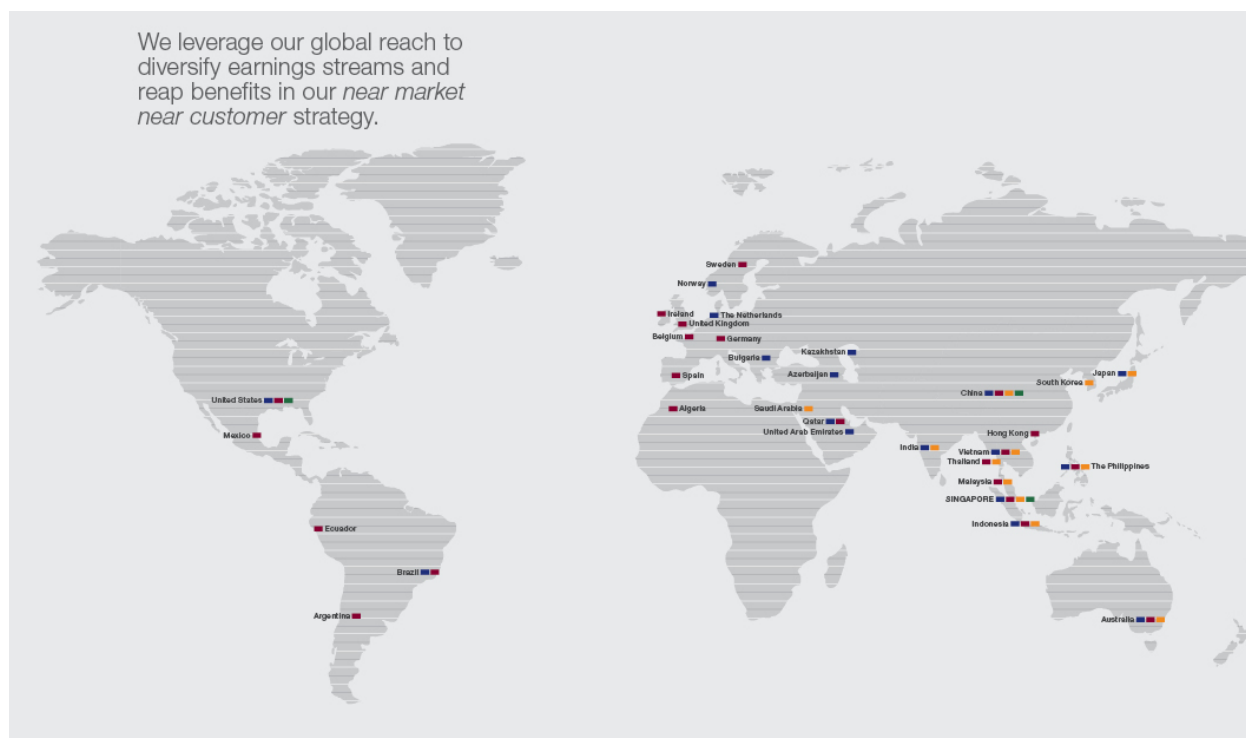 We leverage our global reach to
diversify earnings streams and
reap benefits in our near market
near customer strategy.
Sweden
Norway
Ireland
The Netherlands
United Kingdom
Belgium
Germany
Bulgaria
Kazakhstan
Spain
Azerbaijan
Japan
South Korea
China
United States
Algeria
Saudi Arabia
Qatar
United Arab Emirates
Mexico
Hong Kong
India
Vietnam
Thailand
The Philippines
Malaysia
SINGAPORE
Indonesia
Ecuador
Brazil
Argentina
Australia